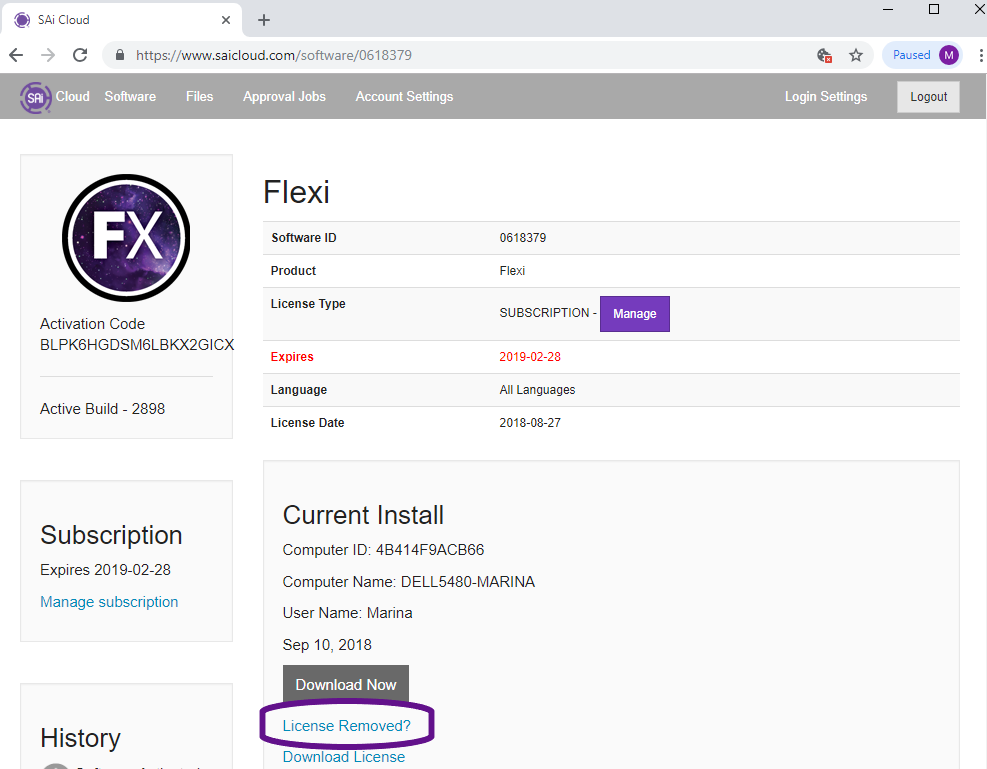 SAi Cloud
https://www.saicloud.com/software/0618379
Paused M
SAi Cloud Software Files Approval Jobs Account Settings Login Settings Logout
FX
Activation Code
BLPK6HGDSM6LBKX2GICX
Active Build - 2898
Flexi
Software ID 0618379
Product Flexi
License Type SUBSCRIPTION - Manage
Expires 2019-02-28
Language All Languages
License Date 2018-08-27
Subscription
Expires 2019-02-28
Manage subscription
Current Install
Computer ID: 4B414F9ACB66
Computer Name: DELL5480-MARINA
User Name: Marina
Sep 10, 2018
Download Now
License Removed?
Download License
History